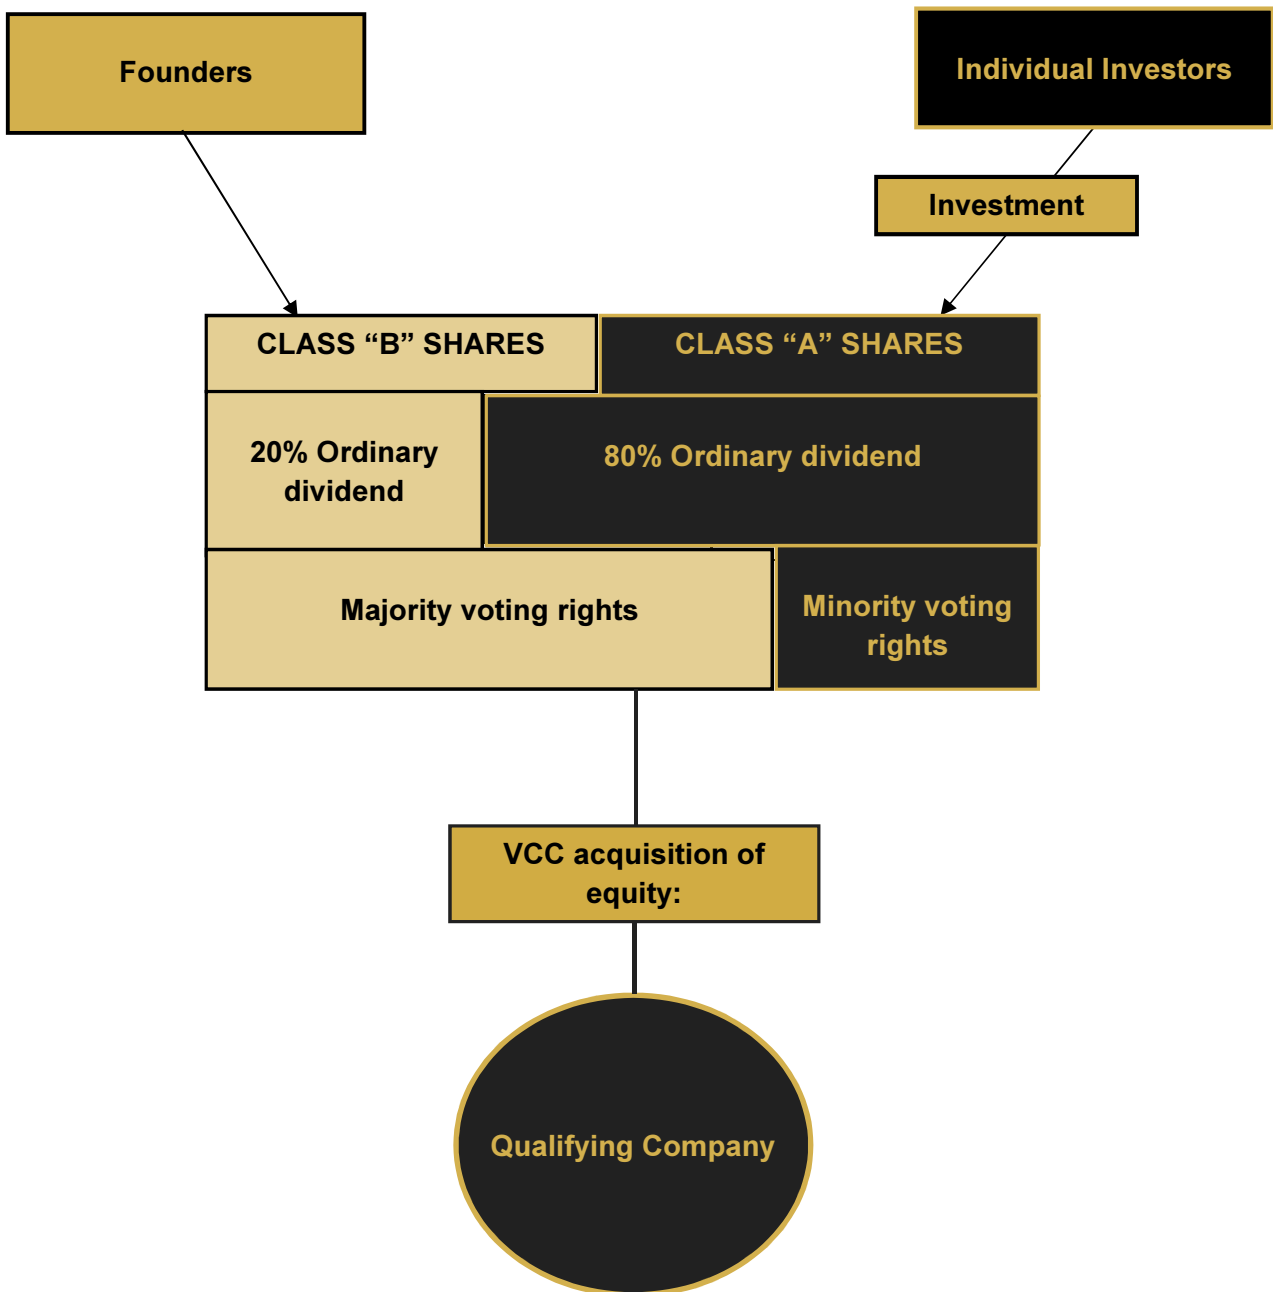 Founders
Individual Investors
Investment
CLASS “B” SHARES
CLASS “A” SHARES
20% Ordinary
dividend
80% Ordinary dividend
Majority voting rights
Minority voting
rights
VCC acquisition of
equity:
Qualifying Company